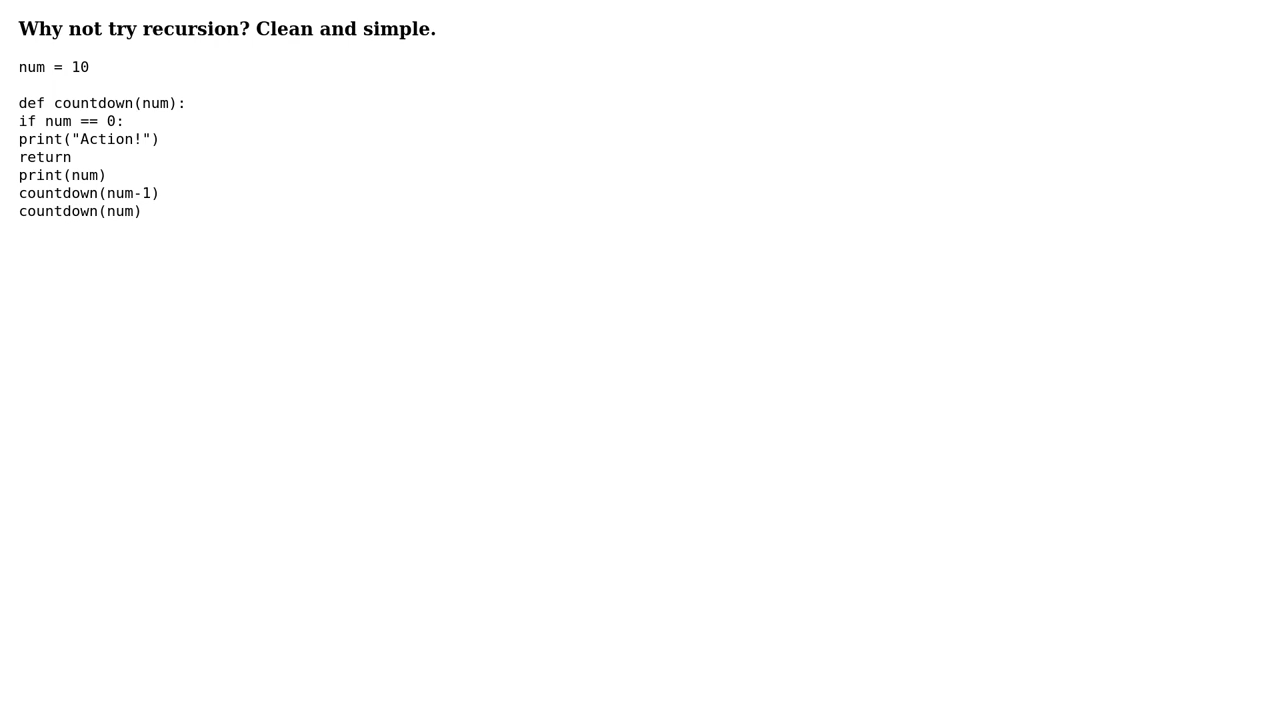 Why not try recursion? Clean and simple.
num = 10
def countdown(num):
if num == 0:
print("Action!")
return
print(num)
countdown(num-1)
countdown(num)